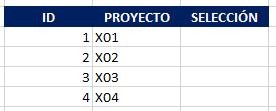 ID PROYECTO SELECCIÓN
1 X01
2 X02
3 X03
4 X04